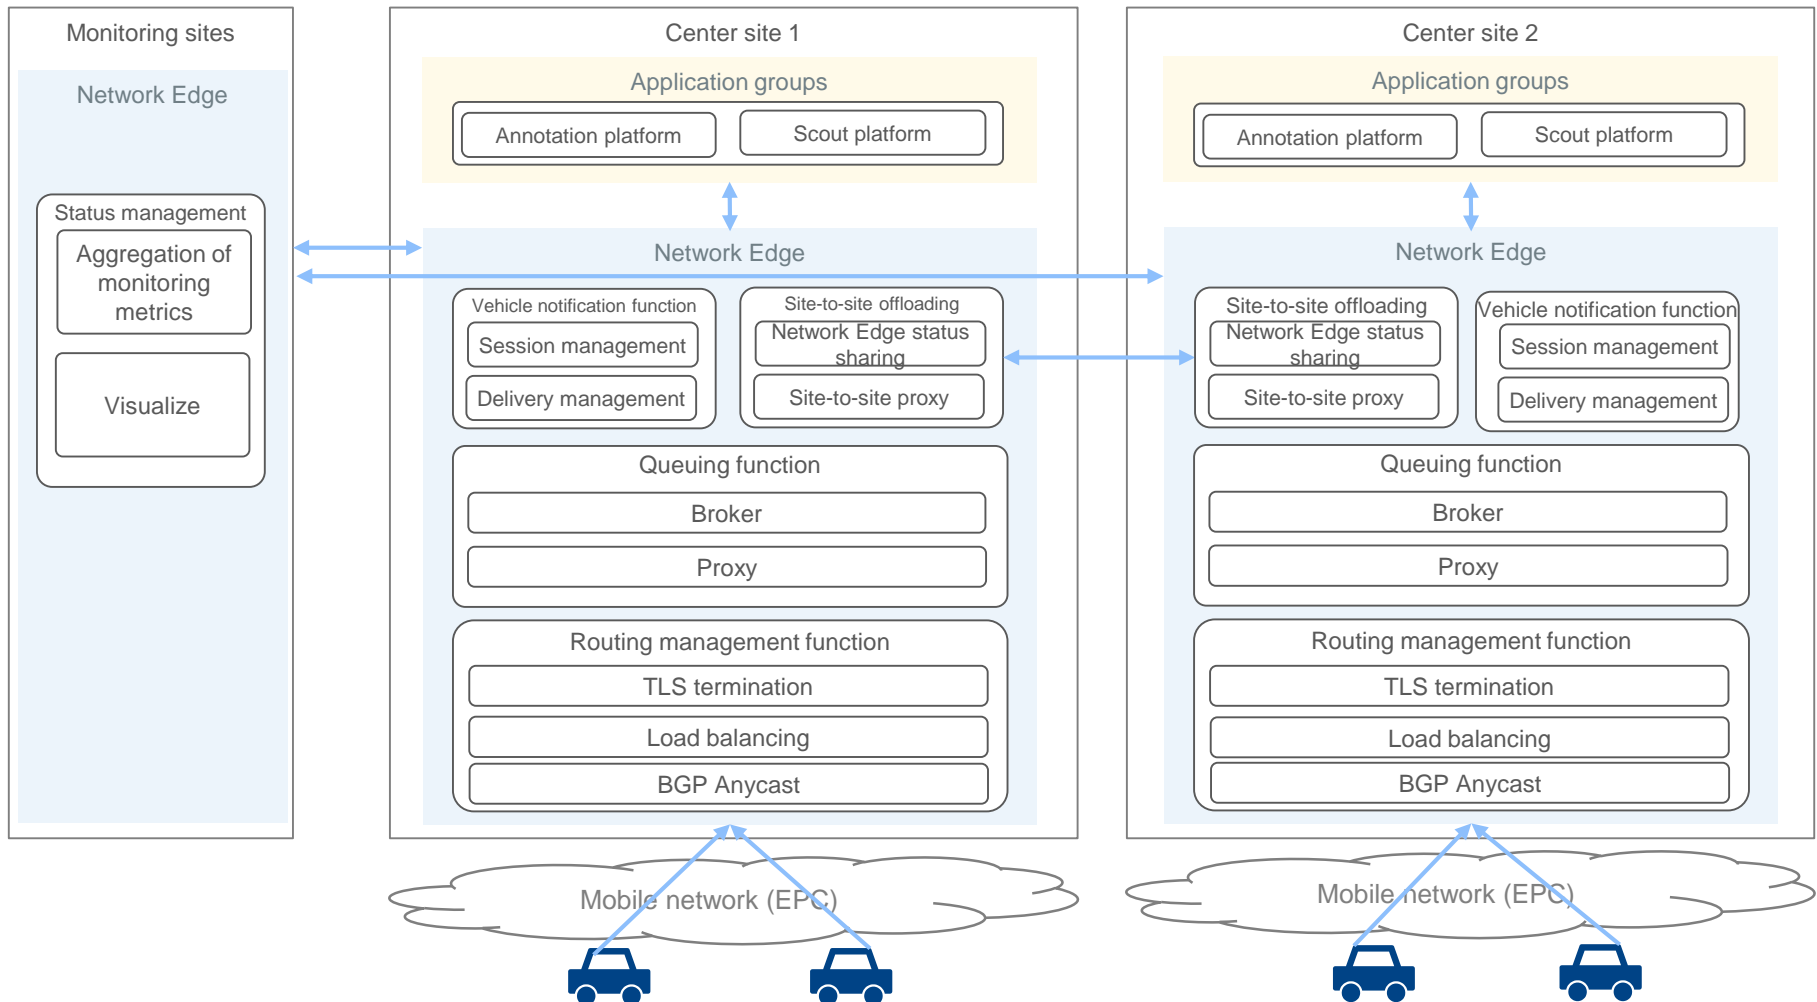 Monitoring sites
Network Edge
Status management
Aggregation of
monitoring
metrics
Visualize
Center site 1
Application groups
Annotation platform
Scout platform
Network Edge
Vehicle notification function
Session management
Delivery management
Site-to-site offloading
Network Edge status
sharing
Site-to-site proxy
Queuing function
Broker
Proxy
Routing management function
TLS termination
Load balancing
BGP Anycast
Mobile network (EPC)
Center site 2
Application groups
Annotation platform
Scout platform
Network Edge
Site-to-site offloading
Network Edge status
sharing
Site-to-site proxy
Vehicle notification function
Session management
Delivery management
Queuing function
Broker
Proxy
Routing management function
TLS termination
Load balancing
BGP Anycast
Mobile network (EPC)